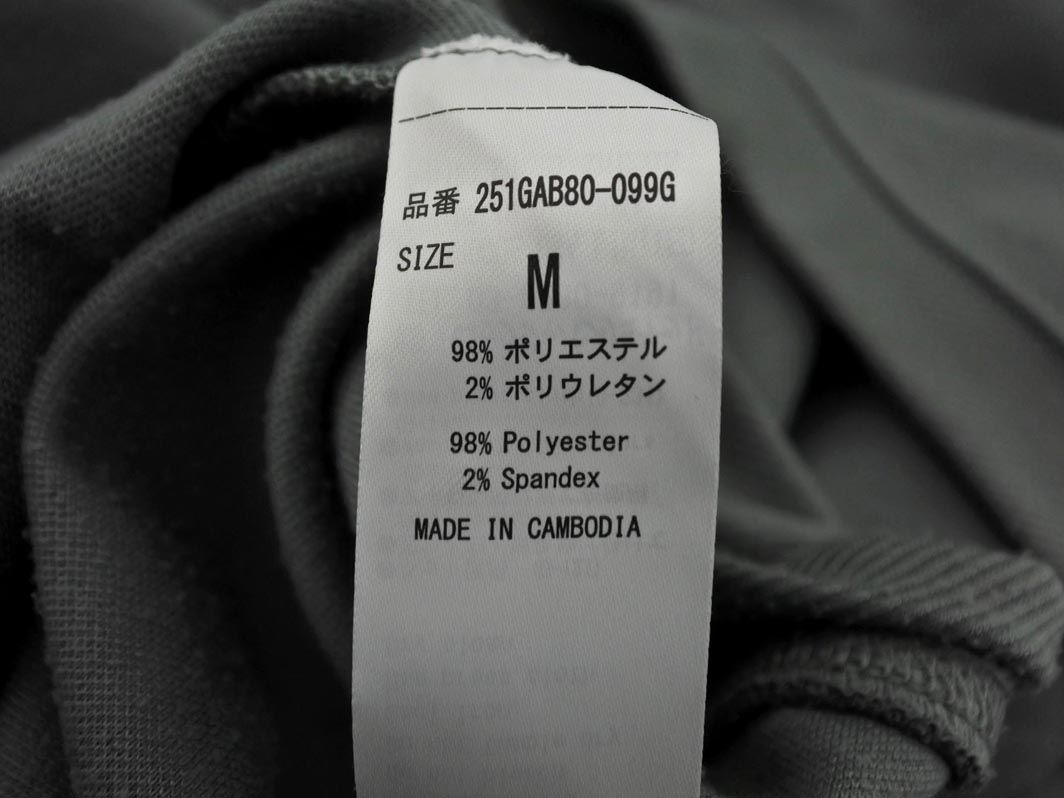 品番 251GAB80-099G
SIZE
M
98% ポリエステル
2% ポリウレタン
98% Polyester
2% Spandex
MADE IN CAMBODIA